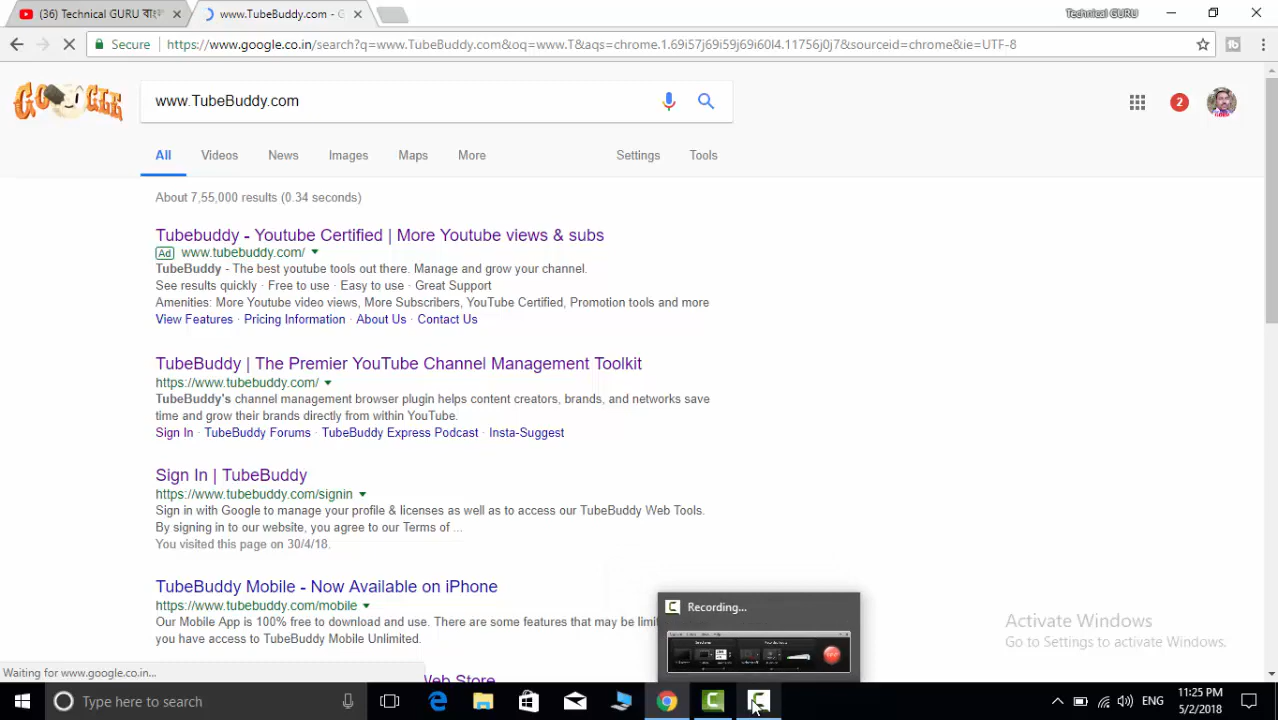 (36) Technical GURU বাং
www.TubeBuddy.com - G
Technical GURU
Secure
https://www.google.co.in/search?q=www.TubeBuddy.com&oq=www.T&aqs=chrome.1.69i57j69i59j69i60l4.11756j0j7&sourceid=chrome&ie=UTF-8
www.TubeBuddy.com
2
All Videos News Images Maps More Settings Tools
About 7,55,000 results (0.34 seconds)
Tubebuddy - Youtube Certified | More Youtube views & subs
Ad www.tubebuddy.com/
TubeBuddy - The best youtube tools out there. Manage and grow your channel.
See results quickly · Free to use · Easy to use · Great Support
Amenities: More Youtube video views, More Subscribers, YouTube Certified, Promotion tools and more
View Features · Pricing Information · About Us · Contact Us
TubeBuddy | The Premier YouTube Channel Management Toolkit
https://www.tubebuddy.com/
TubeBuddy's channel management browser plugin helps content creators, brands, and networks save
time and grow their brands directly from within YouTube.
Sign In · TubeBuddy Forums · TubeBuddy Express Podcast · Insta-Suggest
Sign In | TubeBuddy
https://www.tubebuddy.com/signin
Sign in with Google to manage your profile & licenses as well as to access our TubeBuddy Web Tools.
By signing in to our website, you agree to our Terms of ...
You visited this page on 30/4/18.
TubeBuddy Mobile - Now Available on iPhone
https://www.tubebuddy.com/mobile
Our Mobile App is 100% free to download and use. There are some features that may be limi
you have access to TubeBuddy Mobile Unlimited.
Recording...
Activate Windows
Go to Settings to activate Windows.
Web Store
Type here to search
ENG
11:25 PM
5/2/2018